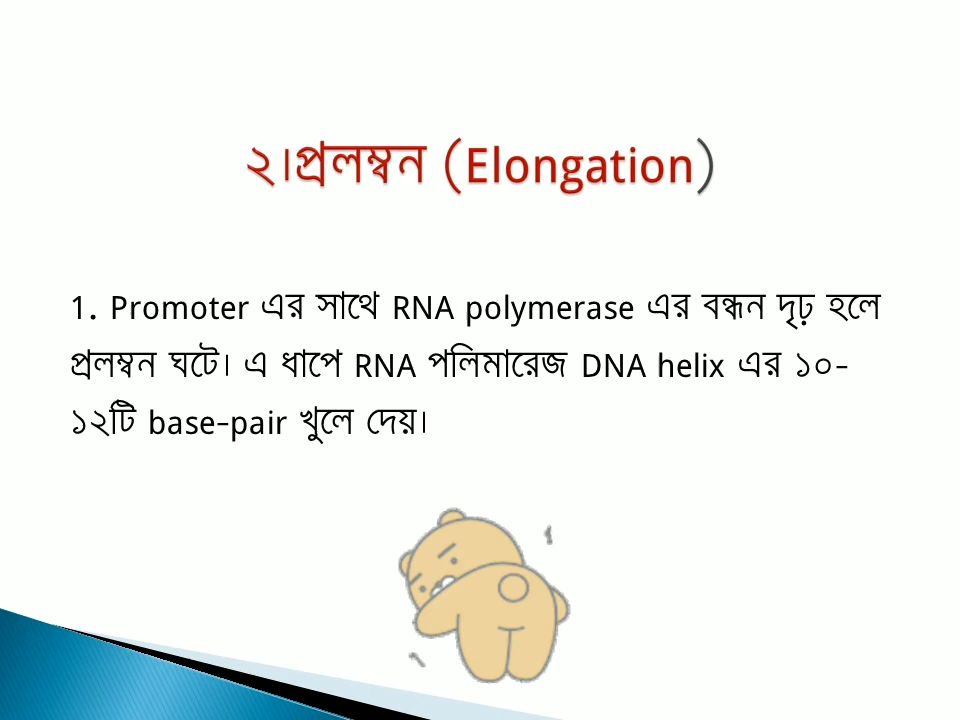 ২।প্রলম্বন (Elongation)
1. Promoter এর সাথে RNA polymerase এর বন্ধন দৃঢ় হলে
প্রলম্বন ঘটে। এ ধাপে RNA পলিমারেজ DNA helix এর ১০-
১২টি base-pair খুলে দেয়।